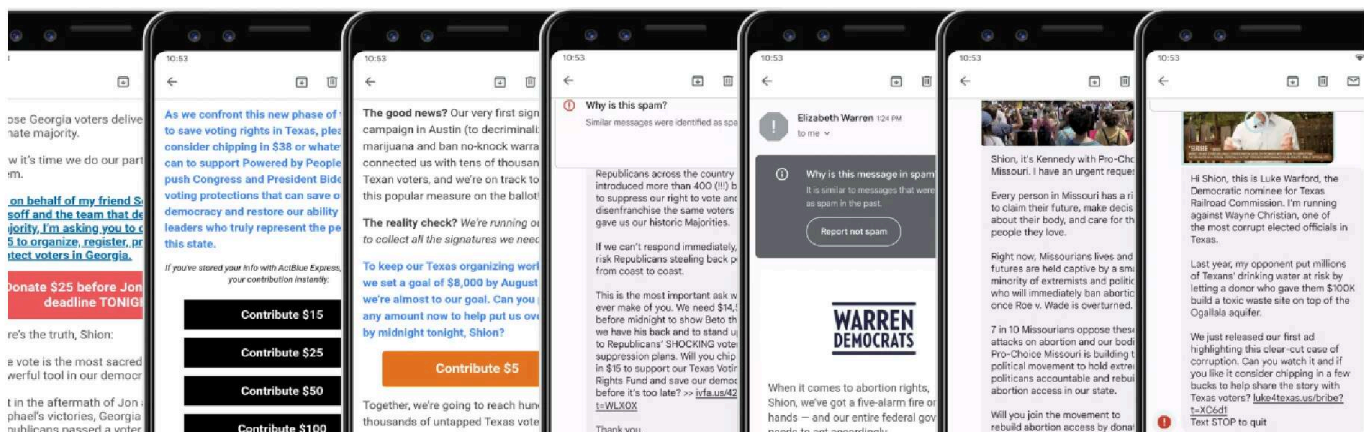 ose Georgia voters delive
nate majority.
w it's time we do our part
em.
on behalf of my friend S
soff and the team that de
jority, I'm asking you to c
5 to organize, register, pr
otect voters in Georgia.
Donate $25 before Jon
deadline TONIG
re's the truth, Shion:
e vote is the most sacred
werful tool in our democr
t in the aftermath of Jon
phael's victories, Georgia
publicans passed a voter
10:53
As we confront this new phase of
to save voting rights in Texas, plea
consider chipping in $38 or whate
can to support Powered by People
push Congress and President Bide
voting protections that can save o
democracy and restore our ability
leaders who truly represent the pe
this state.
If you've stored your info with ActBlue Express,
your contribution instantly:
Contribute $15
Contribute $25
Contribute $50
Contribute $100
10:53
The good news? Our very first sign
campaign in Austin (to decriminali
marijuana and ban no-knock warra
connected us with tens of thousan
Texan voters, and we're on track to
this popular measure on the ballot
The reality check? We're running o
to collect all the signatures we need
To keep our Texas organizing worl
we set a goal of $8,000 by August
we're almost to our goal. Can you
any amount now to help put us ove
by midnight tonight, Shion?
Contribute $5
Together, we're going to reach hun
thousands of untapped Texas vote
10:53
Why is this spam?
Similar messages were identified as spa
Republicans across the country
introduced more than 400 (!!!) b
to suppress our right to vote and
disenfranchise the same voters
gave us our historic Majorities.
If we can't respond immediately,
risk Republicans stealing back p
from coast to coast.
This is the most important ask w
ever make of you. We need $14,5
before midnight to show Beto th
we have his back and to stand u
to Republicans' SHOCKING vote
suppression plans. Will you chip
in $15 to support our Texas Votin
Rights Fund and save our democ
before it's too late? >> ivfa.us/42
t=WLX0X
Thank you
10:53
Elizabeth Warren 1:24 PM
to me
Why is this message in spam
It is similar to messages that were
as spam in the past.
Report not spam
WARREN
DEMOCRATS
When it comes to abortion rights,
Shion, we've got a five-alarm fire on
hands — and our entire federal gov
needs to act accordingly
10:53
Shion, it's Kennedy with Pro-Cho
Missouri. I have an urgent reques
Every person in Missouri has a ri
to claim their future, make decis
about their body, and care for th
people they love.
Right now, Missourians lives and
futures are held captive by a sma
minority of extremists and politic
who will immediately ban abortic
once Roe v. Wade is overturned.
7 in 10 Missourians oppose these
attacks on abortion and our bodi
Pro-Choice Missouri is building t
political movement to hold extre
politicans accountable and rebui
abortion access in our state.
Will you join the movement to
rebuild abortion access by donat
10:53
Hi Shion, this is Luke Warford, the
Democratic nominee for Texas
Railroad Commission. I'm running
against Wayne Christian, one of
the most corrupt elected officials in
Texas.
Last year, my opponent put millions
of Texans' drinking water at risk by
letting a donor who gave them $100K
build a toxic waste site on top of the
Ogallala aquifer.
We just released our first ad
highlighting this clear-cut case of
corruption. Can you watch it and if
you like it consider chipping in a few
bucks to help share the story with
Texas voters? luke4texas.us/bribe?
t=XC6d1
Text STOP to quit